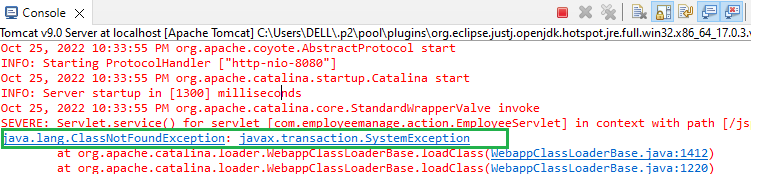 Console
Tomcat v9.0 Server at localhost [Apache Tomcat] C:\Users\DELL\.p2\pool\plugins\org.eclipse.justj.openjdk.hotspot.jre.full.win32.x86_64_17.0.3.v
Oct 25, 2022 10:33:55 PM org.apache.coyote.AbstractProtocol start
INFO: Starting ProtocolHandler ["http-nio-8080"]
Oct 25, 2022 10:33:55 PM org.apache.catalina.startup.Catalina start
INFO: Server startup in [1300] milliseconds
Oct 25, 2022 10:33:55 PM org.apache.catalina.core.StandardWrapperValve invoke
SEVERE: Servlet.service() for servlet [com.employeemanage.action.EmployeeServlet] in context with path [/js
java.lang.ClassNotFoundException: javax.transaction.SystemException
at org.apache.catalina.loader.WebappClassLoaderBase.loadClass(WebappClassLoaderBase.java:1412)
at org.apache.catalina.loader.WebappClassLoaderBase.loadClass(WebappClassLoaderBase.java:1220)